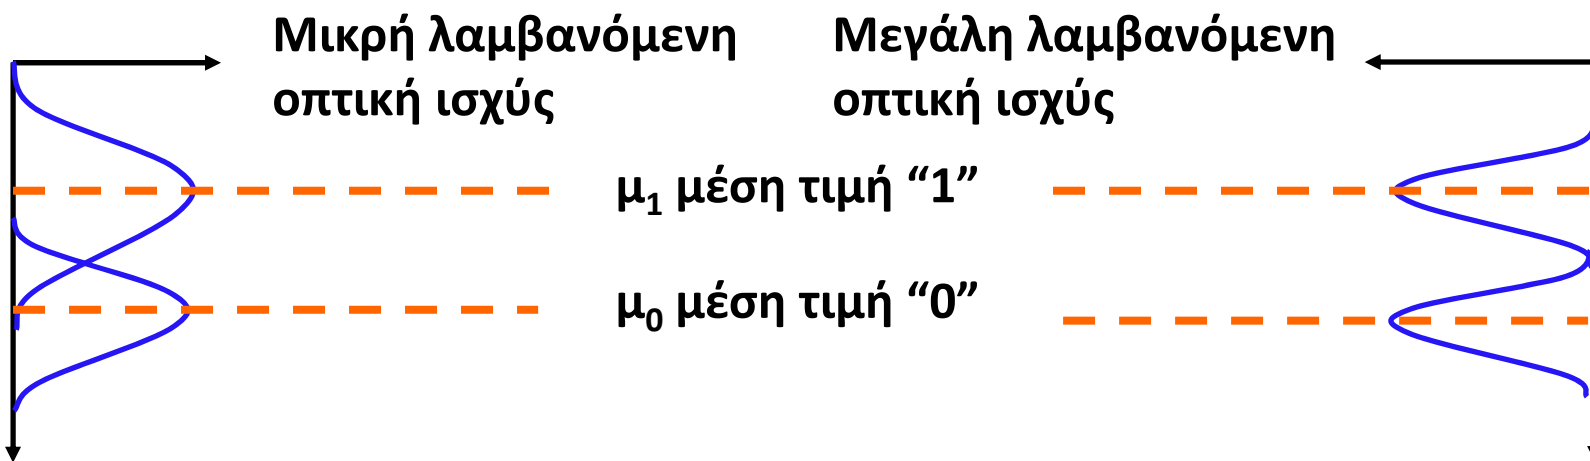 Μικρή λαμβανόμενη
οπτική ισχύς
Μεγάλη λαμβανόμενη
οπτική ισχύς
μ₁ μέση τιμή “1”
μ₀ μέση τιμή “0”